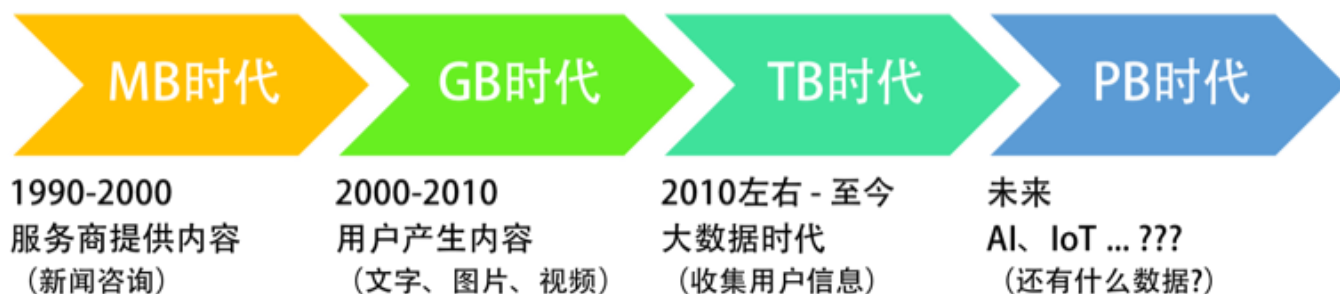 MB时代
GB时代
TB时代
PB时代
1990-2000
服务商提供内容
（新闻咨询）
2000-2010
用户产生内容
（文字、图片、视频）
2010左右 - 至今
大数据时代
（收集用户信息）
未来
AI、IoT ... ???
（还有什么数据?）